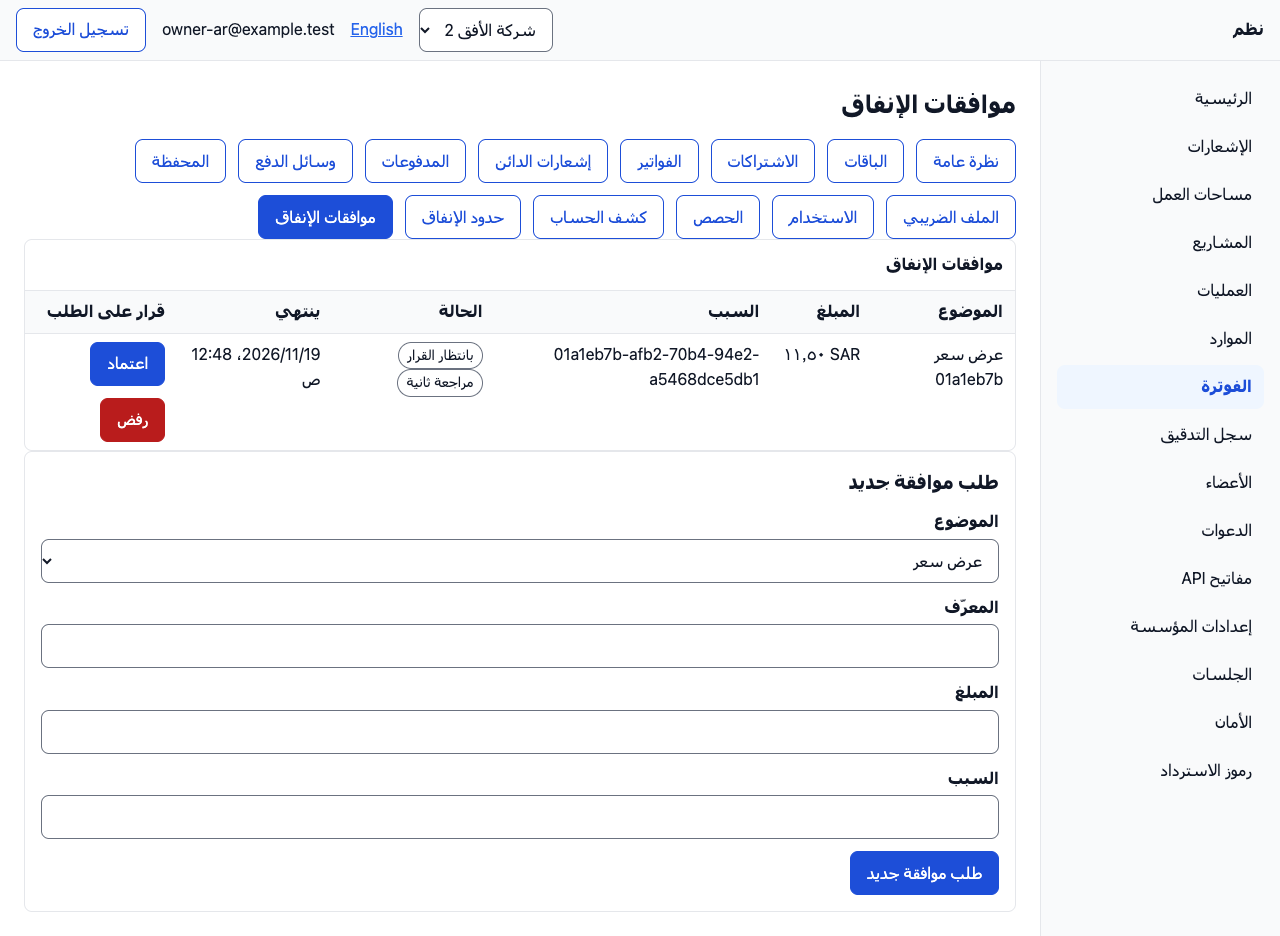 نظم
شركة الأفق 2
English
owner-ar@example.test
تسجيل الخروج
الرئيسية
الإشعارات
مساحات العمل
المشاريع
العمليات
الموارد
الفوترة
سجل التدقيق
الأعضاء
الدعوات
مفاتيح API
إعدادات المؤسسة
الجلسات
الأمان
رموز الاسترداد
موافقات الإنفاق
نظرة عامة
الباقات
الاشتراكات
الفواتير
إشعارات الدائن
المدفوعات
وسائل الدفع
المحفظة
الملف الضريبي
الاستخدام
الحصص
كشف الحساب
حدود الإنفاق
موافقات الإنفاق
موافقات الإنفاق
الموضوع
المبلغ
السبب
الحالة
ينتهي
قرار على الطلب
عرض سعر
01a1eb7b
١١,٥٠ SAR
01a1eb7b-afb2-70b4-94e2-
a5468dce5db1
بانتظار القرار
مراجعة ثانية
2026/11/19، 12:48
ص
اعتماد
رفض
طلب موافقة جديد
الموضوع
عرض سعر
المعرّف
المبلغ
السبب
طلب موافقة جديد